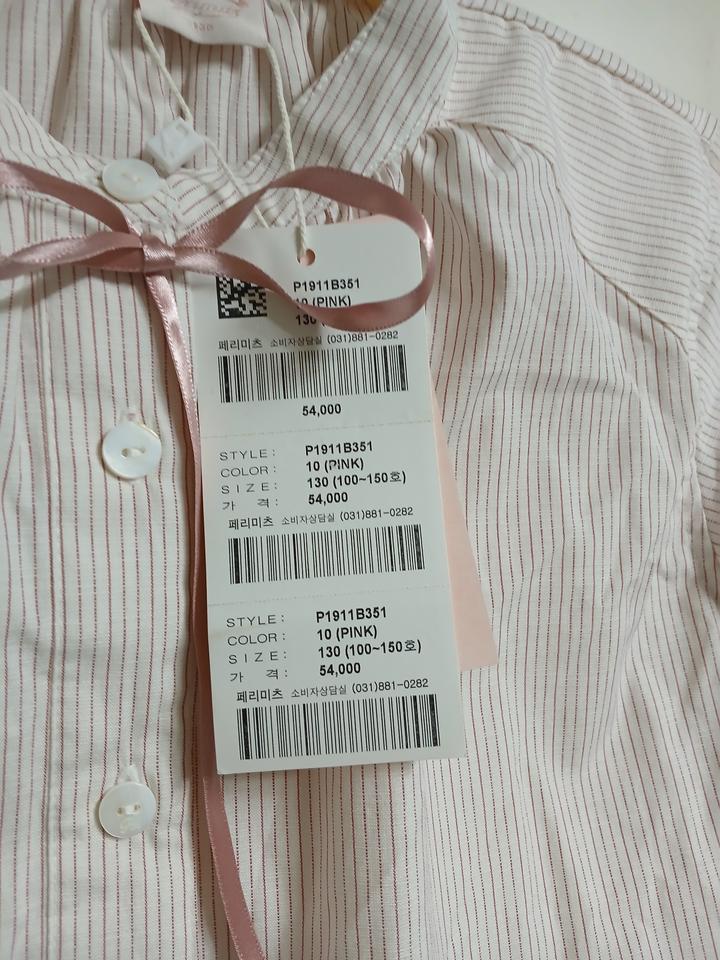 130
P1911B351
10 (PINK)
130
페리미츠 소비자상담실 (031)881-0282
54,000
STYLE: P1911B351
COLOR: 10 (PINK)
SIZE: 130 (100~150호)
가 격: 54,000
페리미츠 소비자상담실 (031)881-0282
STYLE: P1911B351
COLOR: 10 (PINK)
SIZE: 130 (100~150호)
가 격: 54,000
페리미츠 소비자상담실 (031)881-0282